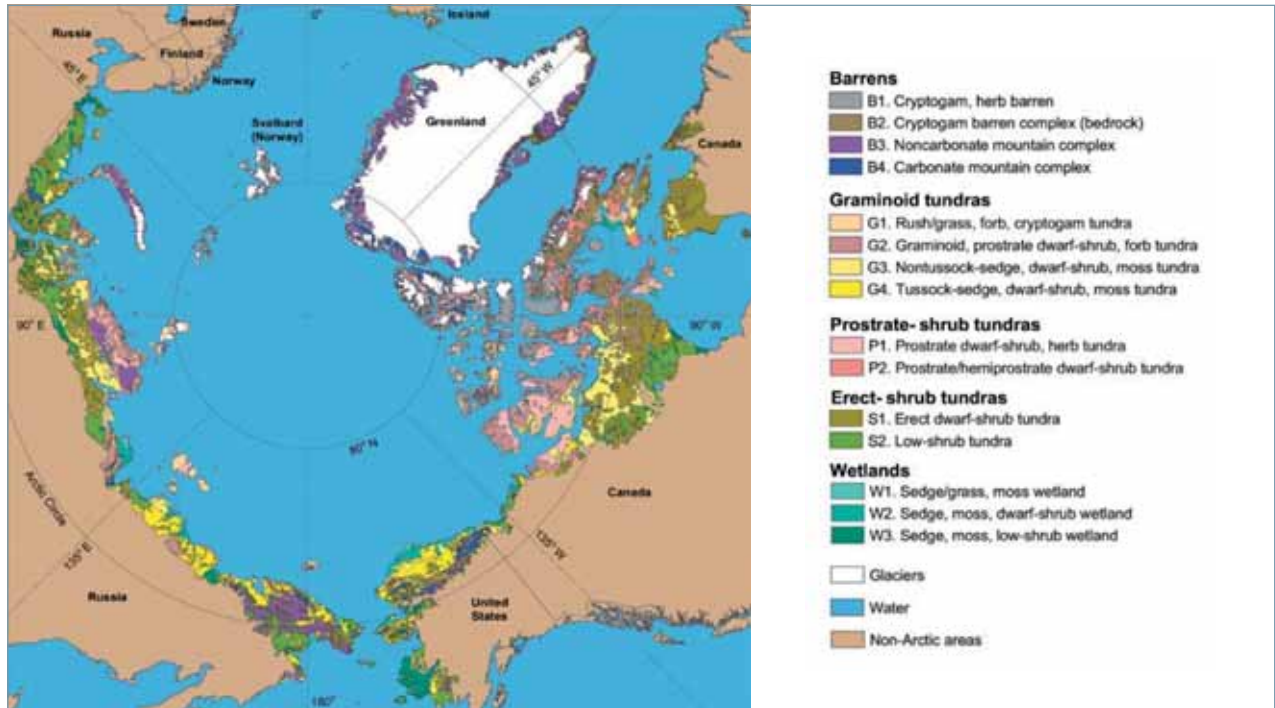 Russia
Sweden
Finland
Norway
45° E
0°
Iceland
Svalbard
(Norway)
Greenland
45° W
Canada
90° E
90° W
80° N
Arctic Circle
135° E
Russia
Canada
135° W
United
States
180°
Barrens
B1. Cryptogam, herb barren
B2. Cryptogam barren complex (bedrock)
B3. Noncarbonate mountain complex
B4. Carbonate mountain complex
Graminoid tundras
G1. Rush/grass, forb, cryptogam tundra
G2. Graminoid, prostrate dwarf-shrub, forb tundra
G3. Nontussock-sedge, dwarf-shrub, moss tundra
G4. Tussock-sedge, dwarf-shrub, moss tundra
Prostrate- shrub tundras
P1. Prostrate dwarf-shrub, herb tundra
P2. Prostrate/hemiprostrate dwarf-shrub tundra
Erect- shrub tundras
S1. Erect dwarf-shrub tundra
S2. Low-shrub tundra
Wetlands
W1. Sedge/grass, moss wetland
W2. Sedge, moss, dwarf-shrub wetland
W3. Sedge, moss, low-shrub wetland
Glaciers
Water
Non-Arctic areas